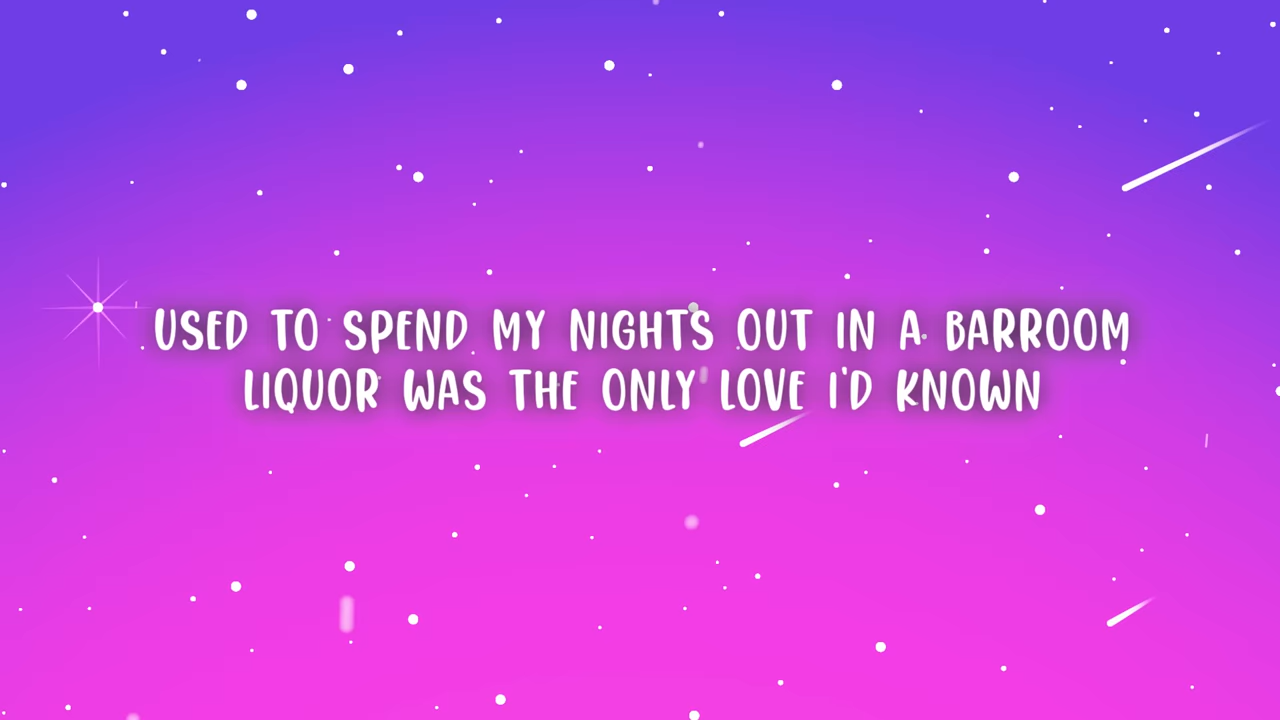 USED TO SPEND MY NIGHTS OUT IN A BARROOM
LIQUOR WAS THE ONLY LOVE I'D KNOWN